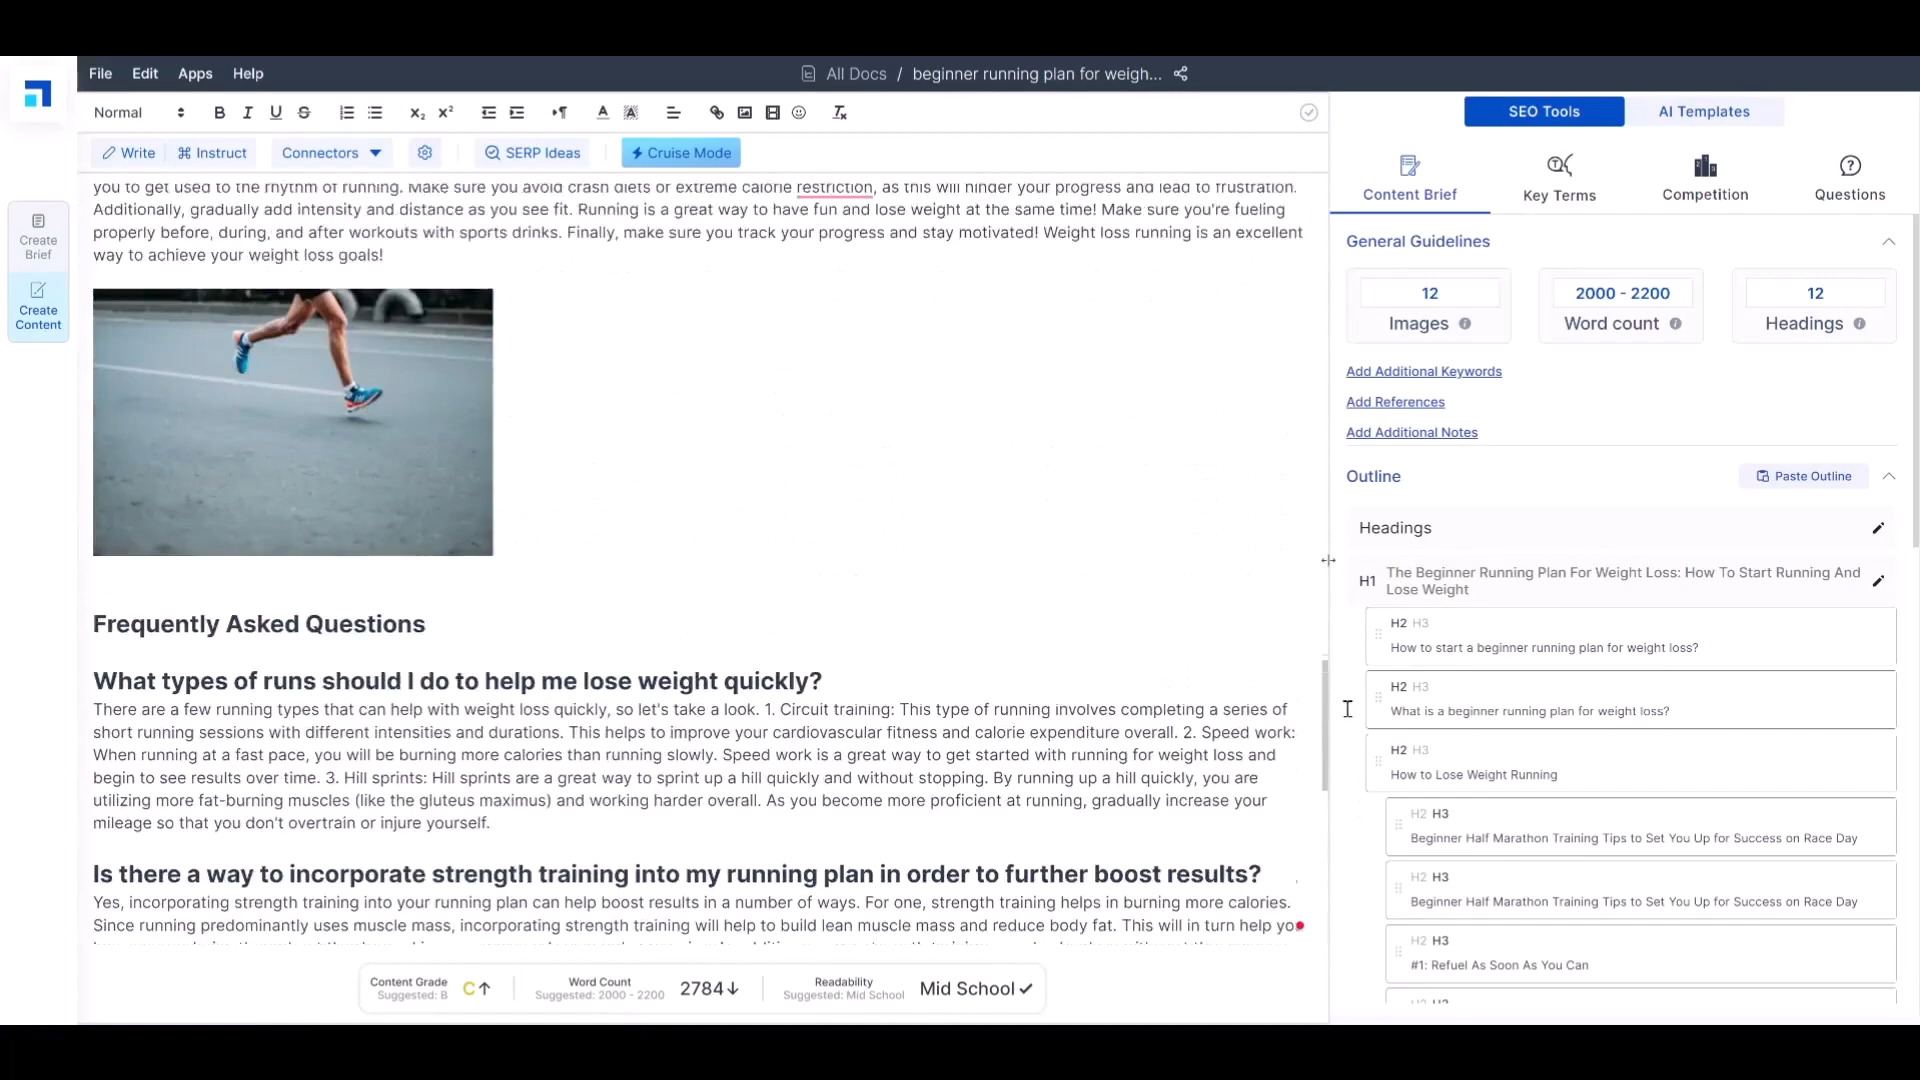 File Edit Apps Help
All Docs / beginner running plan for weigh...
Normal B I U S X₂ X²
SEO Tools AI Templates
Write Instruct Connectors SERP Ideas Cruise Mode
Content Brief Key Terms Competition Questions
Create Brief
Create Content
you to get used to the rhythm of running. Make sure you avoid crash diets or extreme calorie restriction, as this will hinder your progress and lead to frustration.
Additionally, gradually add intensity and distance as you see fit. Running is a great way to have fun and lose weight at the same time! Make sure you're fueling
properly before, during, and after workouts with sports drinks. Finally, make sure you track your progress and stay motivated! Weight loss running is an excellent
way to achieve your weight loss goals!
Frequently Asked Questions
What types of runs should I do to help me lose weight quickly?
There are a few running types that can help with weight loss quickly, so let's take a look. 1. Circuit training: This type of running involves completing a series of
short running sessions with different intensities and durations. This helps to improve your cardiovascular fitness and calorie expenditure overall. 2. Speed work:
When running at a fast pace, you will be burning more calories than running slowly. Speed work is a great way to get started with running for weight loss and
begin to see results over time. 3. Hill sprints: Hill sprints are a great way to sprint up a hill quickly and without stopping. By running up a hill quickly, you are
utilizing more fat-burning muscles (like the gluteus maximus) and working harder overall. As you become more proficient at running, gradually increase your
mileage so that you don't overtrain or injure yourself.
Is there a way to incorporate strength training into my running plan in order to further boost results?
Yes, incorporating strength training into your running plan can help boost results in a number of ways. For one, strength training helps in burning more calories.
Since running predominantly uses muscle mass, incorporating strength training will help to build lean muscle mass and reduce body fat. This will in turn help you
Content Grade
Suggested: B
C↑
Word Count
Suggested: 2000 - 2200
2784↓
Readability
Suggested: Mid School
Mid School ✓
General Guidelines
12
Images
2000 - 2200
Word count
12
Headings
Add Additional Keywords
Add References
Add Additional Notes
Outline
Paste Outline
Headings
H1 The Beginner Running Plan For Weight Loss: How To Start Running And
Lose Weight
H2 H3
How to start a beginner running plan for weight loss?
H2 H3
What is a beginner running plan for weight loss?
H2 H3
How to Lose Weight Running
H2 H3
Beginner Half Marathon Training Tips to Set You Up for Success on Race Day
H2 H3
Beginner Half Marathon Training Tips to Set You Up for Success on Race Day
H2 H3
#1: Refuel As Soon As You Can
H2 H3